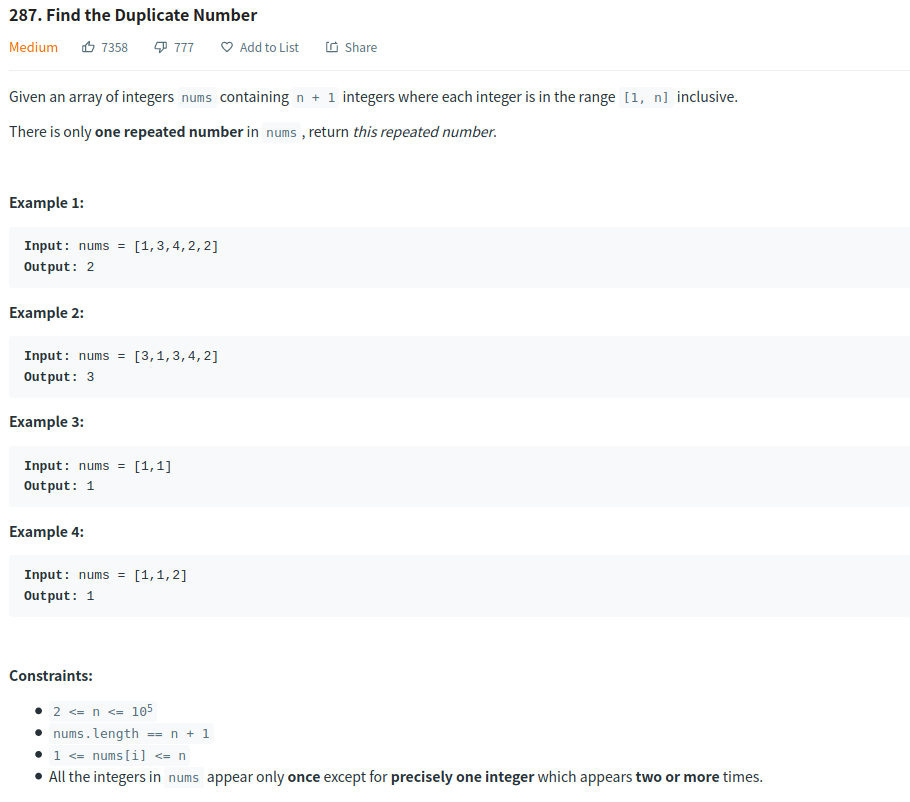 287. Find the Duplicate Number
Medium 7358 777 Add to List Share
Given an array of integers nums containing n + 1 integers where each integer is in the range [1, n] inclusive.
There is only one repeated number in nums , return this repeated number.
Example 1:
Input: nums = [1,3,4,2,2]
Output: 2
Example 2:
Input: nums = [3,1,3,4,2]
Output: 3
Example 3:
Input: nums = [1,1]
Output: 1
Example 4:
Input: nums = [1,1,2]
Output: 1
Constraints:
• 2 <= n <= 10⁵
• nums.length == n + 1
• 1 <= nums[i] <= n
• All the integers in nums appear only once except for precisely one integer which appears two or more times.